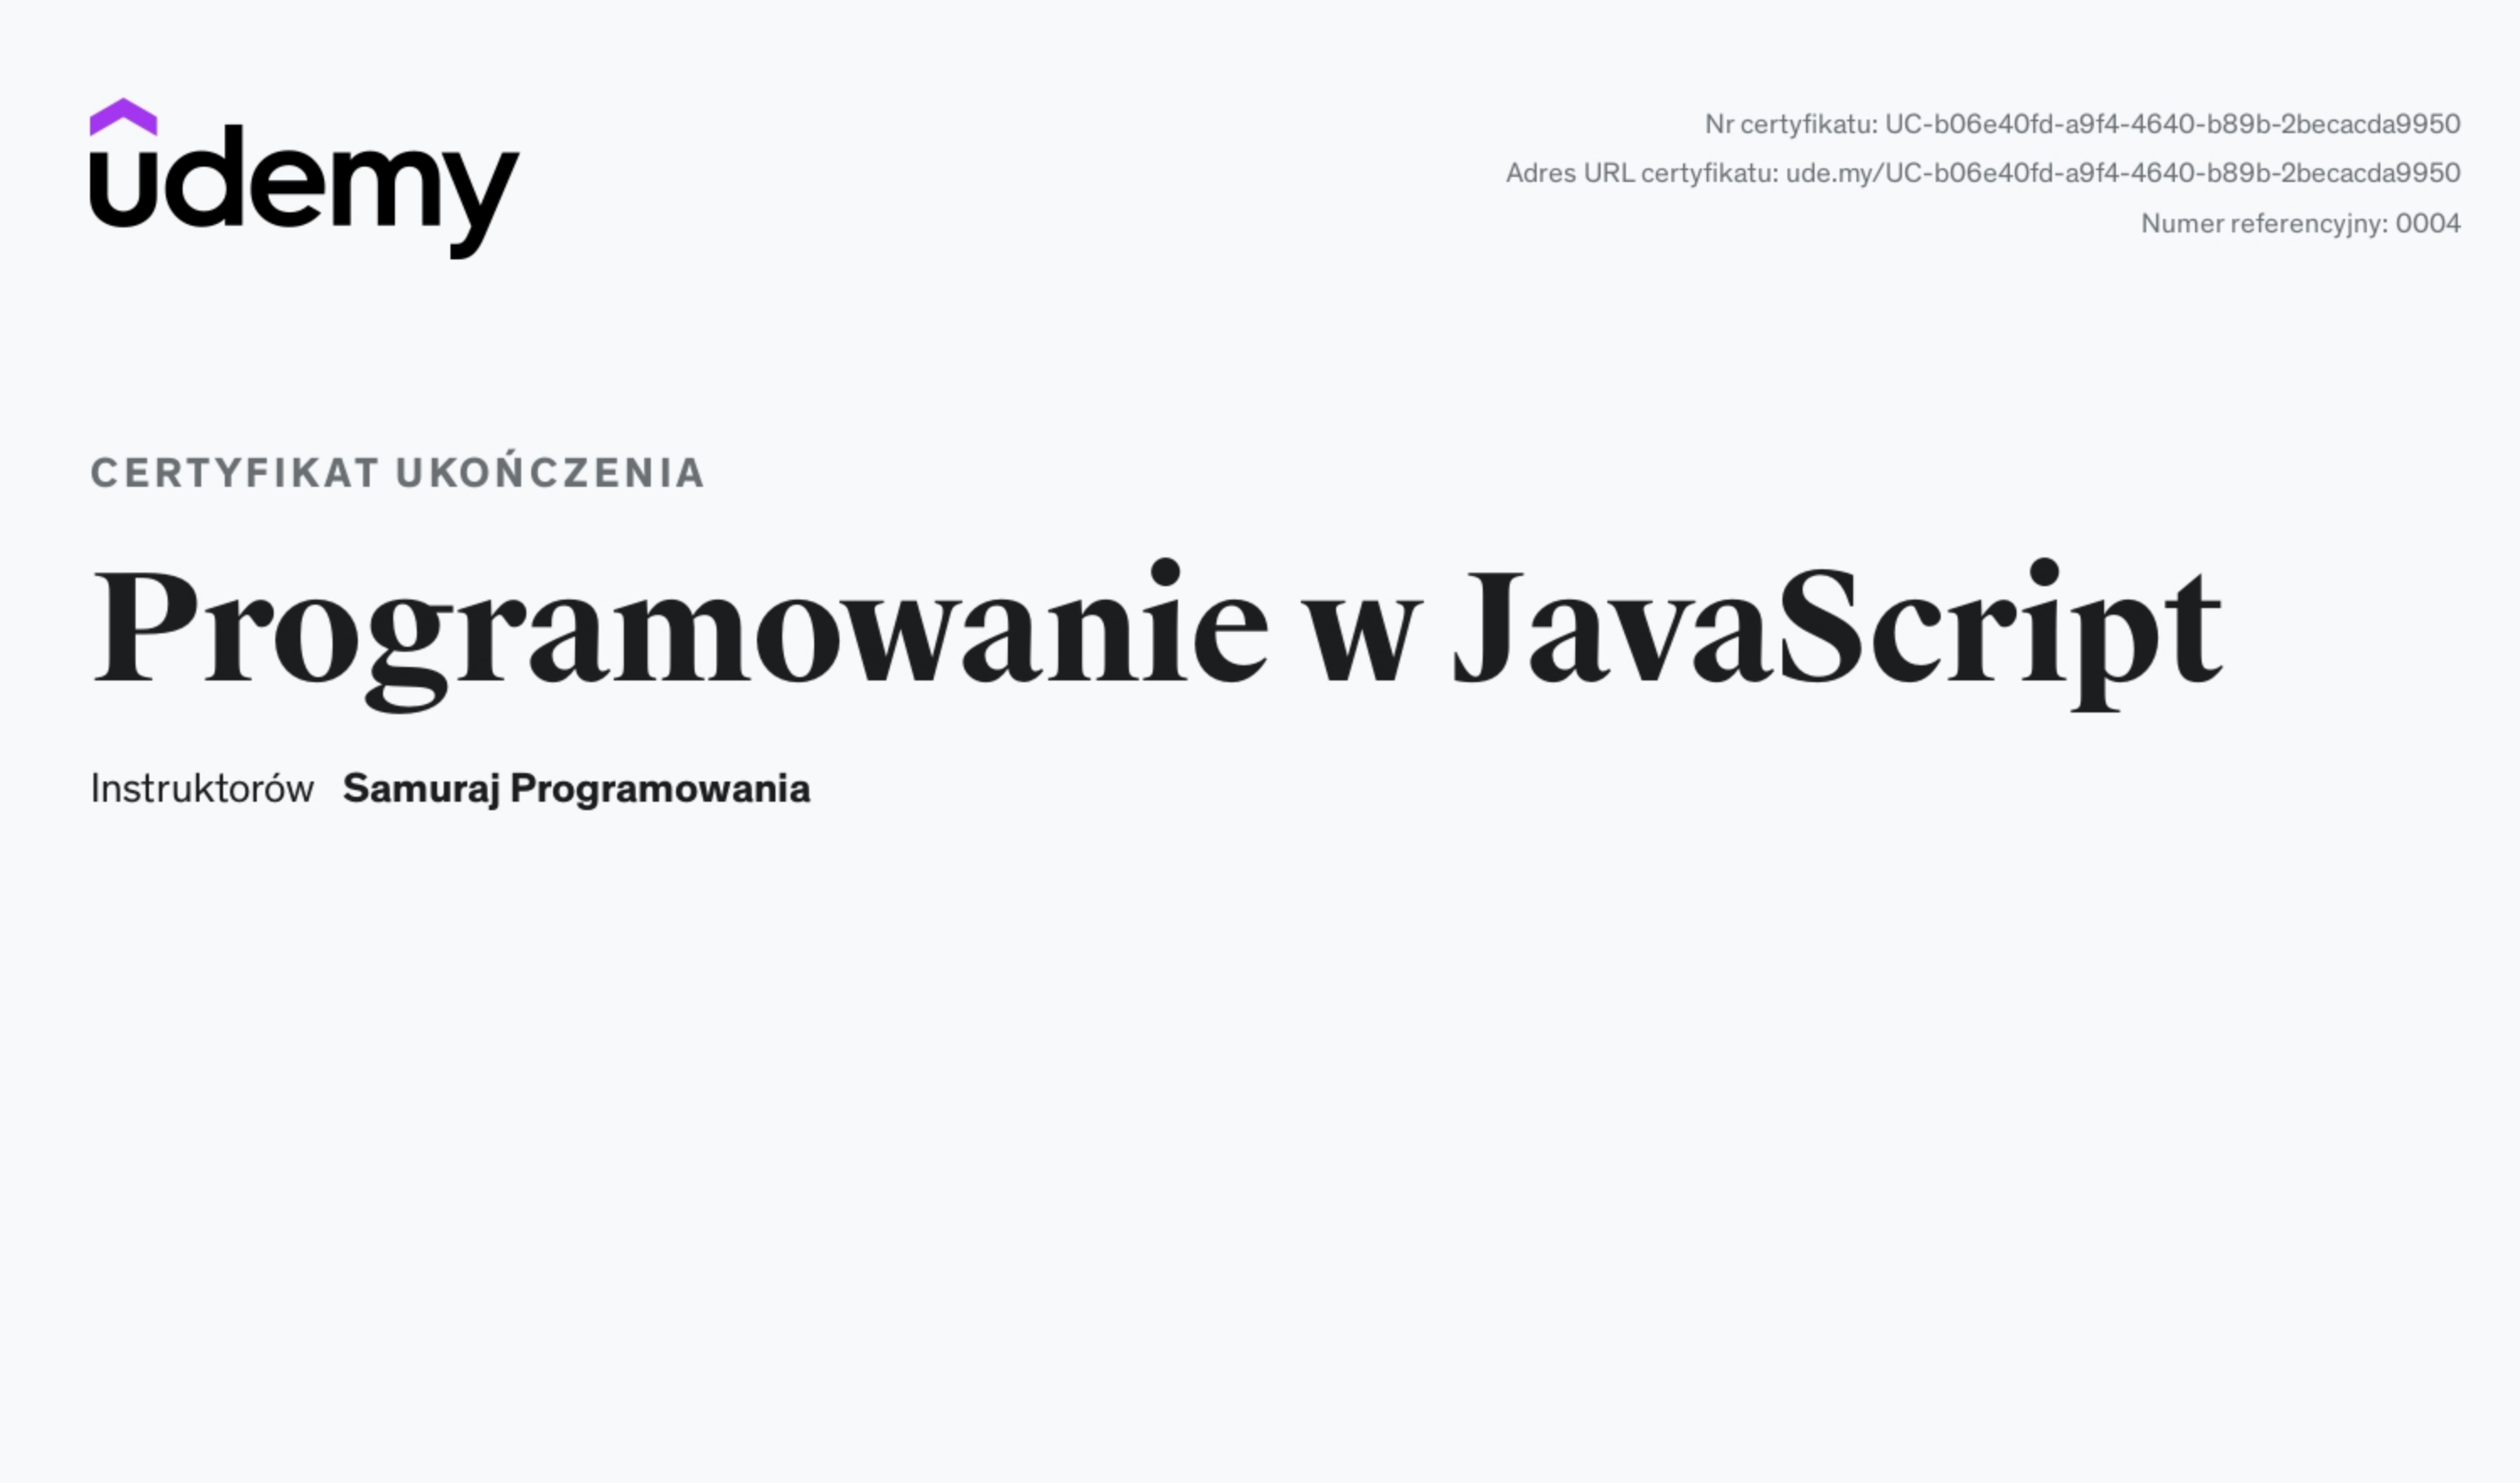 udemy
Nr certyfikatu: UC-b06e40fd-a9f4-4640-b89b-2becacda9950
Adres URL certyfikatu: ude.my/UC-b06e40fd-a9f4-4640-b89b-2becacda9950
Numer referencyjny: 0004
CERTYFIKAT UKOŃCZENIA
Programowanie w JavaScript
Instruktorów Samuraj Programowania